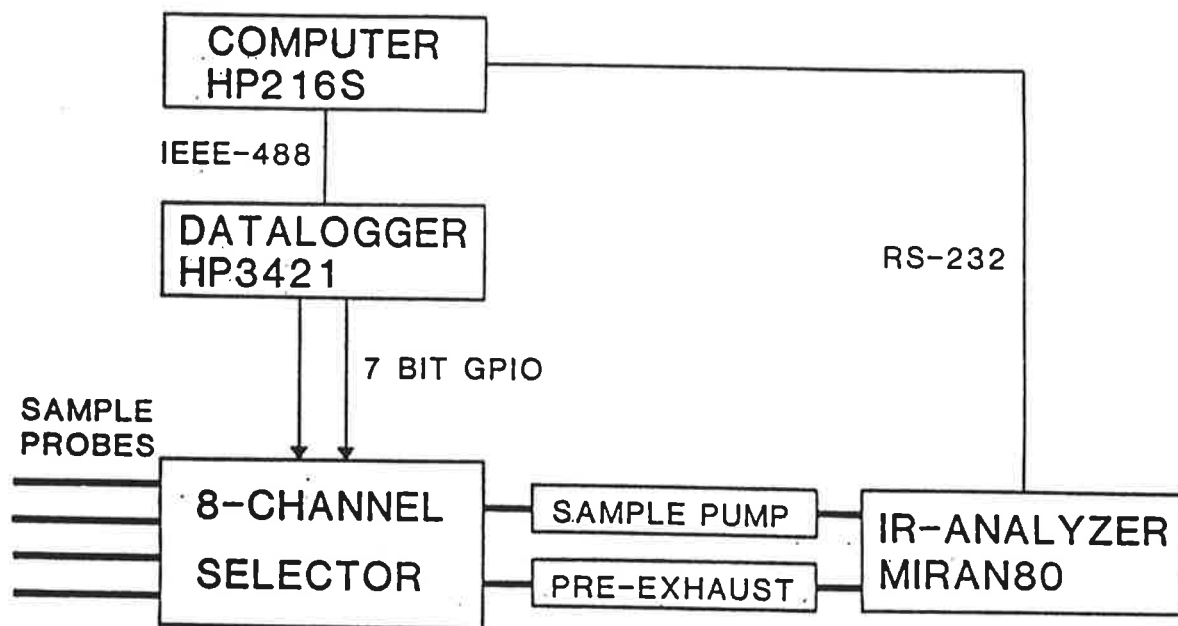 COMPUTER
HP216S
IEEE-488
DATALOGGER
HP3421
RS-232
7 BIT GPIO
SAMPLE
PROBES
8-CHANNEL
SELECTOR
SAMPLE PUMP
PRE-EXHAUST
IR-ANALYZER
MIRAN80